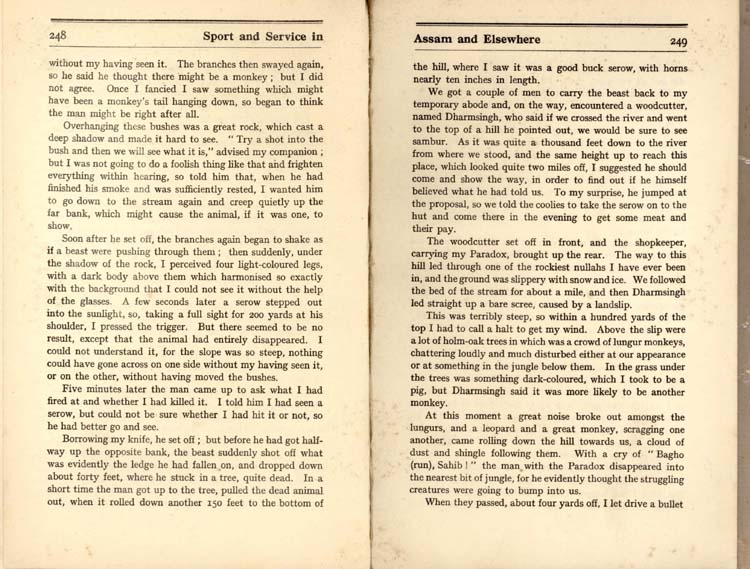 248 Sport and Service in
without my having seen it. The branches then swayed again,
so he said he thought there might be a monkey; but I did
not agree. Once I fancied I saw something which might
have been a monkey's tail hanging down, so began to think
the man might be right after all.
Overhanging these bushes was a great rock, which cast a
deep shadow and made it hard to see. "Try a shot into the
bush and then we will see what it is," advised my companion;
but I was not going to do a foolish thing like that and frighten
everything within hearing, so told him that, when he had
finished his smoke and was sufficiently rested, I wanted him
to go down to the stream again and creep quietly up the
far bank, which might cause the animal, if it was one, to
show.
Soon after he set off, the branches again began to shake as
if a beast were pushing through them; then suddenly, under
the shadow of the rock, I perceived four light-coloured legs,
with a dark body above them which harmonised so exactly
with the background that I could not see it without the help
of the glasses. A few seconds later a serow stepped out
into the sunlight, so, taking a full sight for 200 yards at his
shoulder, I pressed the trigger. But there seemed to be no
result, except that the animal had entirely disappeared. I
could not understand it, for the slope was so steep, nothing
could have gone across on one side without my having seen it,
or on the other, without having moved the bushes.
Five minutes later the man came up to ask what I had
fired at and whether I had killed it. I told him I had seen a
serow, but could not be sure whether I had hit it or not, so
he had better go and see.
Borrowing my knife, he set off; but before he had got half-
way up the opposite bank, the beast suddenly shot off what
was evidently the ledge he had fallen on, and dropped down
about forty feet, where he stuck in a tree, quite dead. In a
short time the man got up to the tree, pulled the dead animal
out, when it rolled down another 150 feet to the bottom of
Assam and Elsewhere 249
the hill, where I saw it was a good buck serow, with horns
nearly ten inches in length.
We got a couple of men to carry the beast back to my
temporary abode and, on the way, encountered a woodcutter,
named Dharmsingh, who said if we crossed the river and went
to the top of a hill he pointed out, we would be sure to see
sambur. As it was quite a thousand feet down to the river
from where we stood, and the same height up to reach this
place, which looked quite two miles off, I suggested he should
come and show the way, in order to find out if he himself
believed what he had told us. To my surprise, he jumped at
the proposal, so we told the coolies to take the serow on to the
hut and come there in the evening to get some meat and
their pay.
The woodcutter set off in front, and the shopkeeper,
carrying my Paradox, brought up the rear. The way to this
hill led through one of the rockiest nullahs I have ever been
in, and the ground was slippery with snow and ice. We followed
the bed of the stream for about a mile, and then Dharmsingh
led straight up a bare scree, caused by a landslip.
This was terribly steep, so within a hundred yards of the
top I had to call a halt to get my wind. Above the slip were
a lot of holm-oak trees in which was a crowd of lungur monkeys,
chattering loudly and much disturbed either at our appearance
or at something in the jungle below them. In the grass under
the trees was something dark-coloured, which I took to be a
pig, but Dharmsingh said it was more likely to be another
monkey.
At this moment a great noise broke out amongst the
lungurs, and a leopard and a great monkey, scragging one
another, came rolling down the hill towards us, a cloud of
dust and shingle following them. With a cry of "Bagho
(run), Sahib!" the man with the Paradox disappeared into
the nearest bit of jungle, for he evidently thought the struggling
creatures were going to bump into us.
When they passed, about four yards off, I let drive a bullet